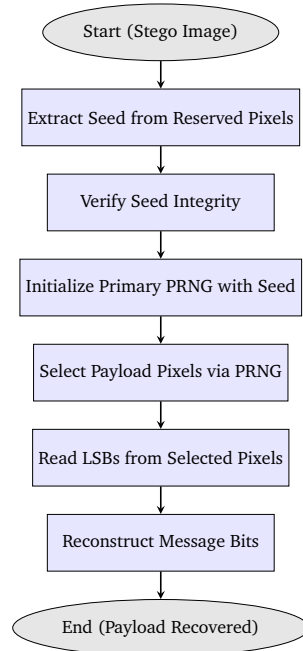 Start (Stego Image)
Extract Seed from Reserved Pixels
Verify Seed Integrity
Initialize Primary PRNG with Seed
Select Payload Pixels via PRNG
Read LSBs from Selected Pixels
Reconstruct Message Bits
End (Payload Recovered)